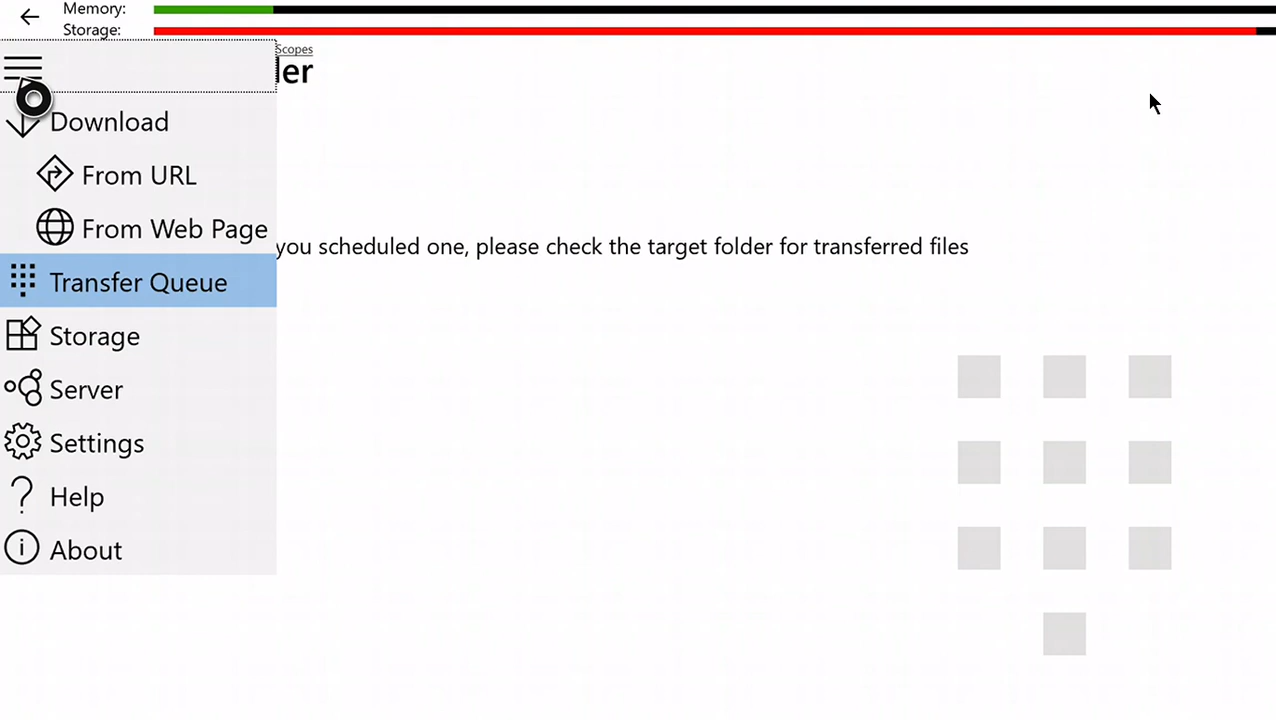 Memory:
Storage:
Scopes
ler
Download
From URL
From Web Page
you scheduled one, please check the target folder for transferred files
Transfer Queue
Storage
Server
Settings
Help
About